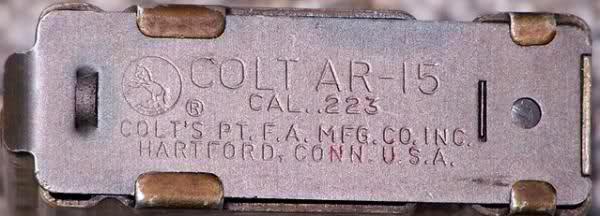 COLT AR-15
® CAL..223
COLT'S PT. F.A. MFG. CO. INC.
HARTFORD, CONN. U.S.A.